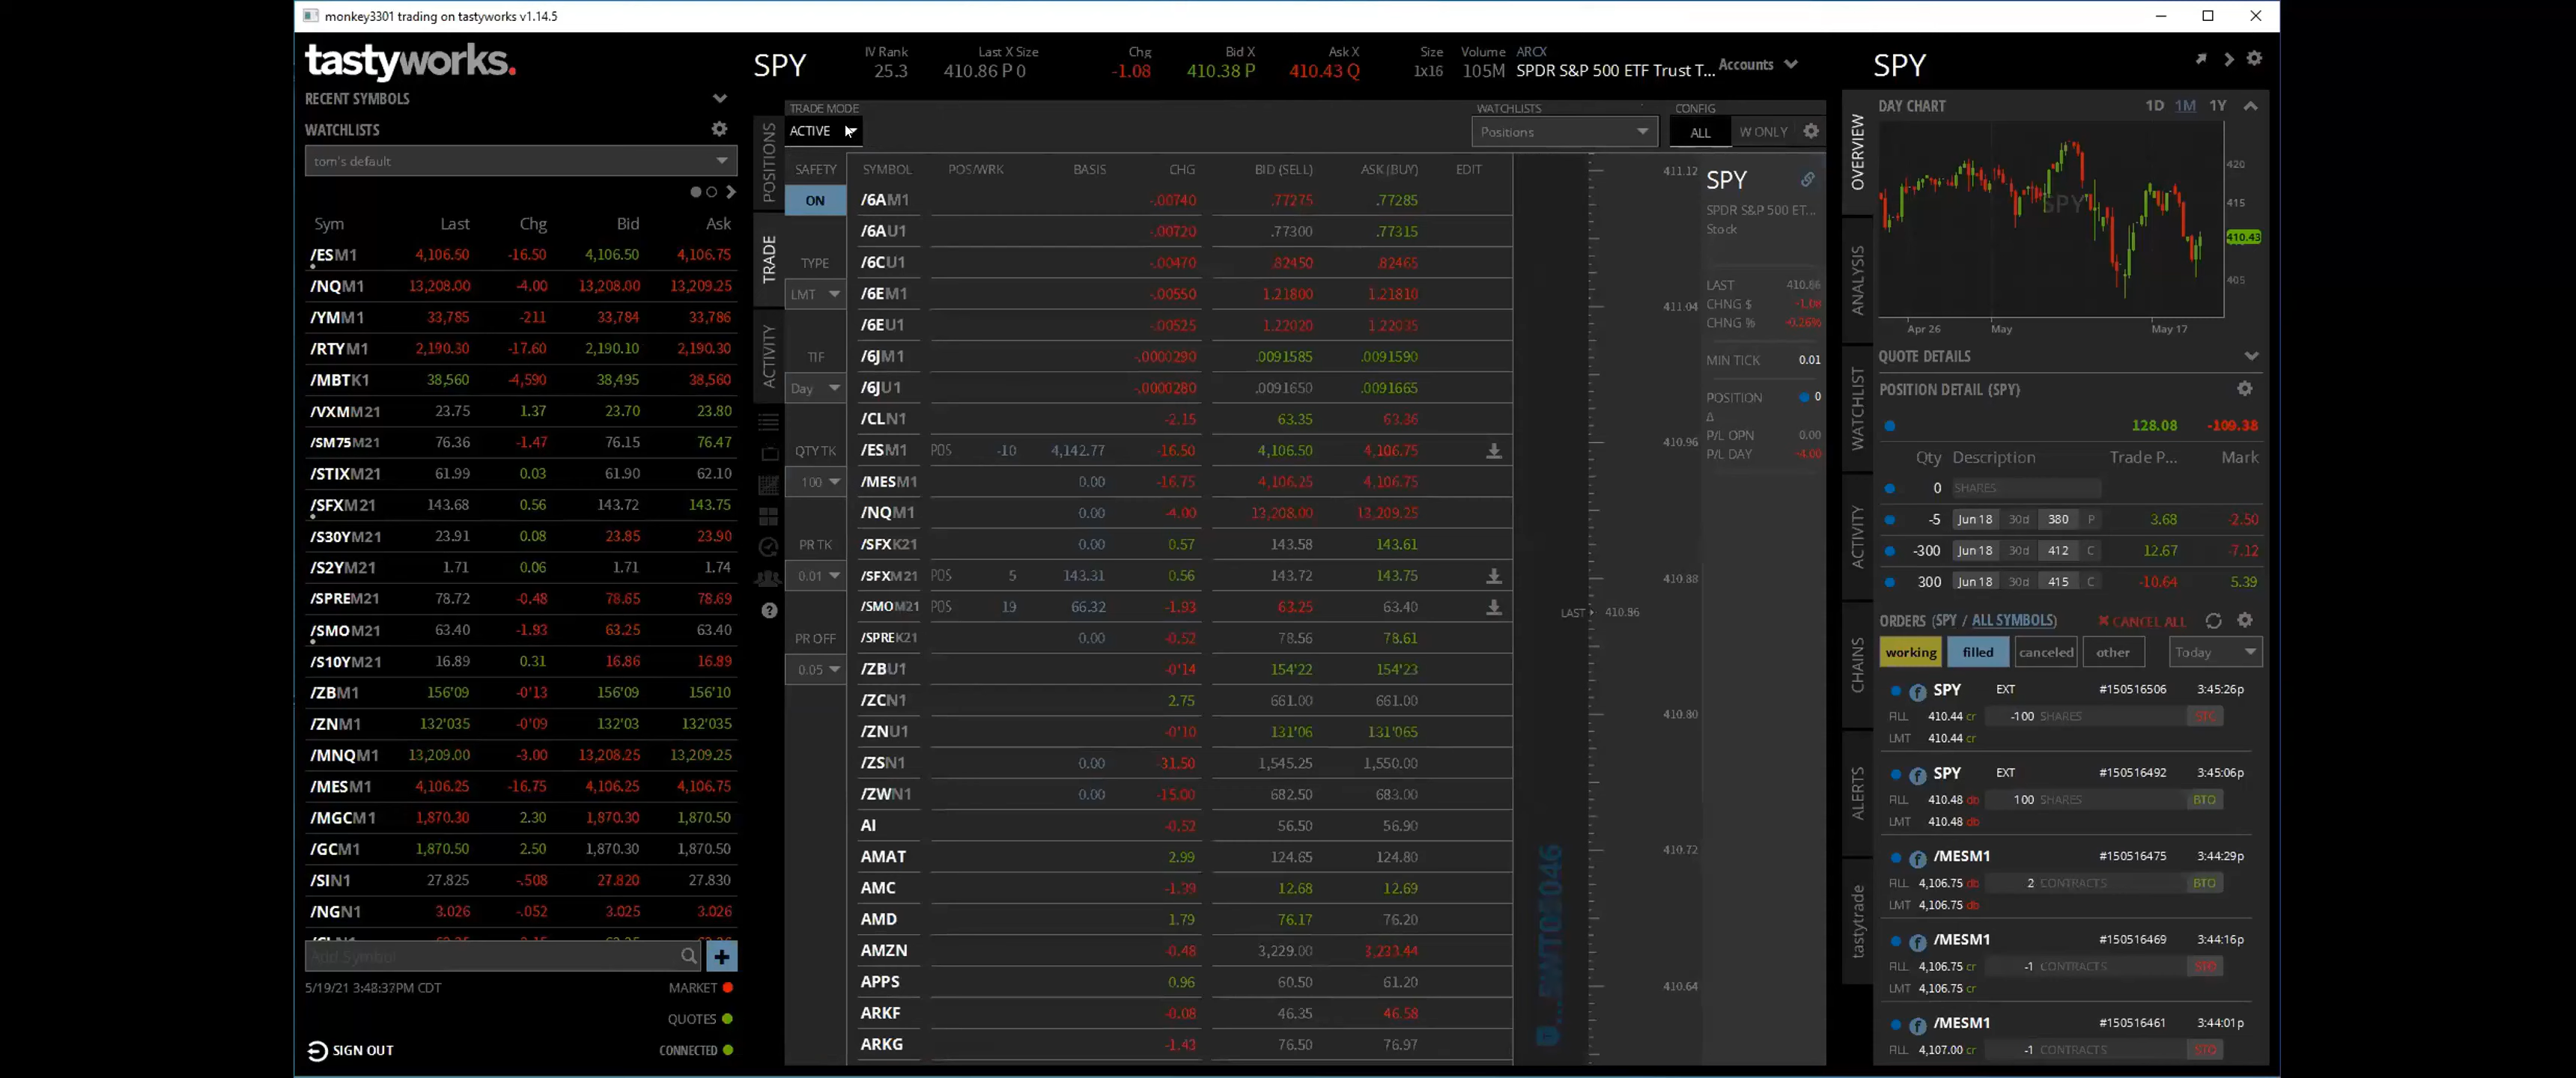 monkey3301 trading on tastyworks v1.14.5
tastyworks.
RECENT SYMBOLS
WATCHLISTS
tom's default
Sym Last Chg Bid Ask
/ESM1 4,106.50 -16.50 4,106.50 4,106.75
/NQM1 13,208.00 -4.00 13,208.00 13,209.25
/YMM1 33,785 -211 33,784 33,786
/RTYM1 2,190.30 -17.60 2,190.10 2,190.30
/MBTK1 38,560 -4,590 38,495 38,560
/VXMM21 23.75 1.37 23.70 23.80
/SM75M21 76.36 -1.47 76.15 76.47
/STIXM21 61.99 0.03 61.90 62.10
/SFXM21 143.68 0.56 143.72 143.75
/S30YM21 23.91 0.08 23.85 23.90
/S2YM21 1.71 0.06 1.71 1.74
/SPREM21 78.72 -0.48 78.65 78.69
/SMOM21 63.40 -1.93 63.25 63.40
/S10YM21 16.89 0.31 16.86 16.89
/ZBM1 156'09 -0'13 156'09 156'10
/ZNM1 132'035 -0'09 132'03 132'035
/MNQM1 13,209.00 -3.00 13,208.25 13,209.25
/MESM1 4,106.25 -16.75 4,106.25 4,106.75
/MGCM1 1,870.30 2.30 1,870.30 1,870.50
/GCM1 1,870.50 2.50 1,870.30 1,870.50
/SIN1 27.825 -.508 27.820 27.830
/NGN1 3.026 -.052 3.025 3.026
Add Symbol
5/19/21 3:48:37PM CDT MARKET
QUOTES
SIGN OUT CONNECTED
SPY
IV Rank Last X Size Chg Bid X Ask X Size Volume ARCX
25.3 410.86 P 0 -1.08 410.38 P 410.43 Q 1x16 105M SPDR S&P 500 ETF Trust T...
Accounts
POSITIONS
TRADE
ACTIVITY
TRADE MODE
ACTIVE
WATCHLISTS
Positions
CONFIG
ALL W ONLY
SAFETY
ON
TYPE
LMT
TIF
Day
QTY TK
100
PR TK
0.01
PR OFF
0.05
SYMBOL POS/WRK BASIS CHG BID (SELL) ASK (BUY) EDIT
/6AM1 -.00740 .77275 .77285
/6AU1 -.00720 .77300 .77315
/6CU1 -.00470 .82450 .82465
/6EM1 -.00550 1.21800 1.21810
/6EU1 -.00525 1.22020 1.22035
/6JM1 -.0000290 .0091585 .0091590
/6JU1 -.0000280 .0091650 .0091665
/CLN1 -2.15 63.35 63.36
/ESM1 POS -10 4,142.77 -16.50 4,106.50 4,106.75
/MESM1 0.00 -16.75 4,106.25 4,106.75
/NQM1 0.00 -4.00 13,208.00 13,209.25
/SFXK21 0.00 0.57 143.58 143.61
/SFXM21 POS 5 143.31 0.56 143.72 143.75
/SMOM21 POS 19 66.32 -1.93 63.25 63.40
/SPREK21 0.00 -0.52 78.56 78.61
/ZBU1 -0'14 154'22 154'23
/ZCN1 2.75 661.00 661.00
/ZNU1 -0'10 131'06 131'065
/ZSN1 0.00 -31.50 1,545.25 1,550.00
/ZWN1 0.00 -15.00 682.50 683.00
AI -0.52 56.50 56.90
AMAT 2.99 124.65 124.80
AMC -1.39 12.68 12.69
AMD 1.79 76.17 76.20
AMZN -0.48 3,229.00 3,233.44
APPS 0.96 60.50 61.20
ARKF -0.08 46.35 46.58
ARKG -1.43 76.50 76.97
411.12
411.04
410.96
410.88
LAST 410.86
410.80
410.72
410.64
SPY
SPDR S&P 500 ET...
Stock
LAST 410.86
CHNG $ -1.08
CHNG % -0.26%
MIN TICK 0.01
POSITION 0
Δ
P/L OPN 0.00
P/L DAY -4.00
OVERVIEW
ANALYSIS
WATCHLIST
ACTIVITY
CHAINS
ALERTS
tastytrade
SPY
DAY CHART 1D 1M 1Y
SPY
420
415
410.43
405
Apr 26 May May 17
QUOTE DETAILS
POSITION DETAIL (SPY)
128.08 -109.38
Qty Description Trade P... Mark
0 SHARES
-5 Jun 18 30d 380 P 3.68 -2.50
-300 Jun 18 30d 412 C 12.67 -7.12
300 Jun 18 30d 415 C -10.64 5.39
ORDERS (SPY / ALL SYMBOLS) CANCEL ALL
working filled canceled other Today
SPY EXT #150516506 3:45:26p
FILL 410.44 cr -100 SHARES STC
LMT 410.44 cr
SPY EXT #150516492 3:45:06p
FILL 410.48 db 100 SHARES BTO
LMT 410.48 db
/MESM1 #150516475 3:44:29p
FILL 4,106.75 db 2 CONTRACTS BTO
LMT 4,106.75 db
/MESM1 #150516469 3:44:16p
FILL 4,106.75 cr -1 CONTRACTS STO
LMT 4,106.75 cr
/MESM1 #150516461 3:44:01p
FILL 4,107.00 cr -1 CONTRACTS STO